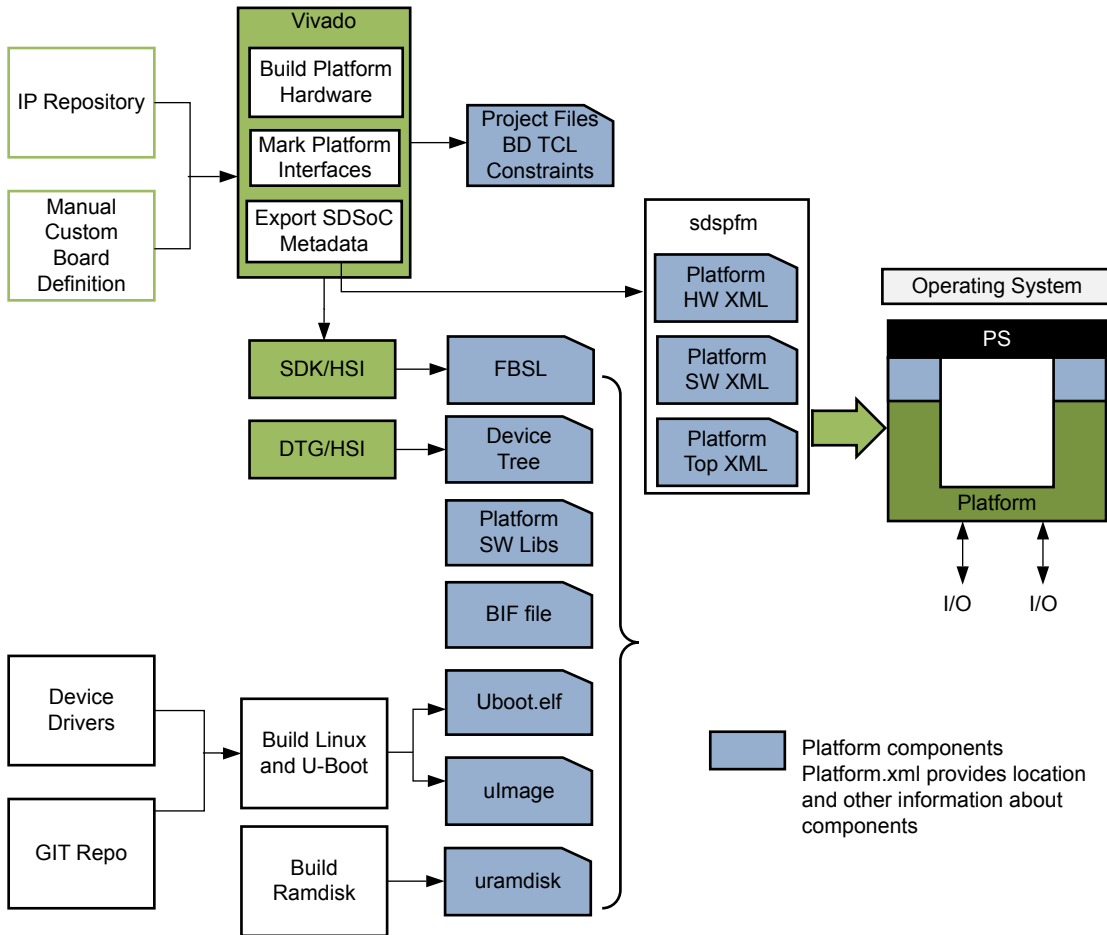 Vivado
Build Platform
Hardware
Mark Platform
Interfaces
Export SDSoC
Metadata
IP Repository
Manual
Custom
Board
Definition
Project Files
BD TCL
Constraints
sdspfm
Platform
HW XML
Platform
SW XML
Platform
Top XML
Operating System
PS
Platform
I/O
I/O
SDK/HSI
FBSL
DTG/HSI
Device
Tree
Platform
SW Libs
BIF file
Device
Drivers
GIT Repo
Build Linux
and U-Boot
Uboot.elf
uImage
Build
Ramdisk
uramdisk
Platform components
Platform.xml provides location
and other information about
components